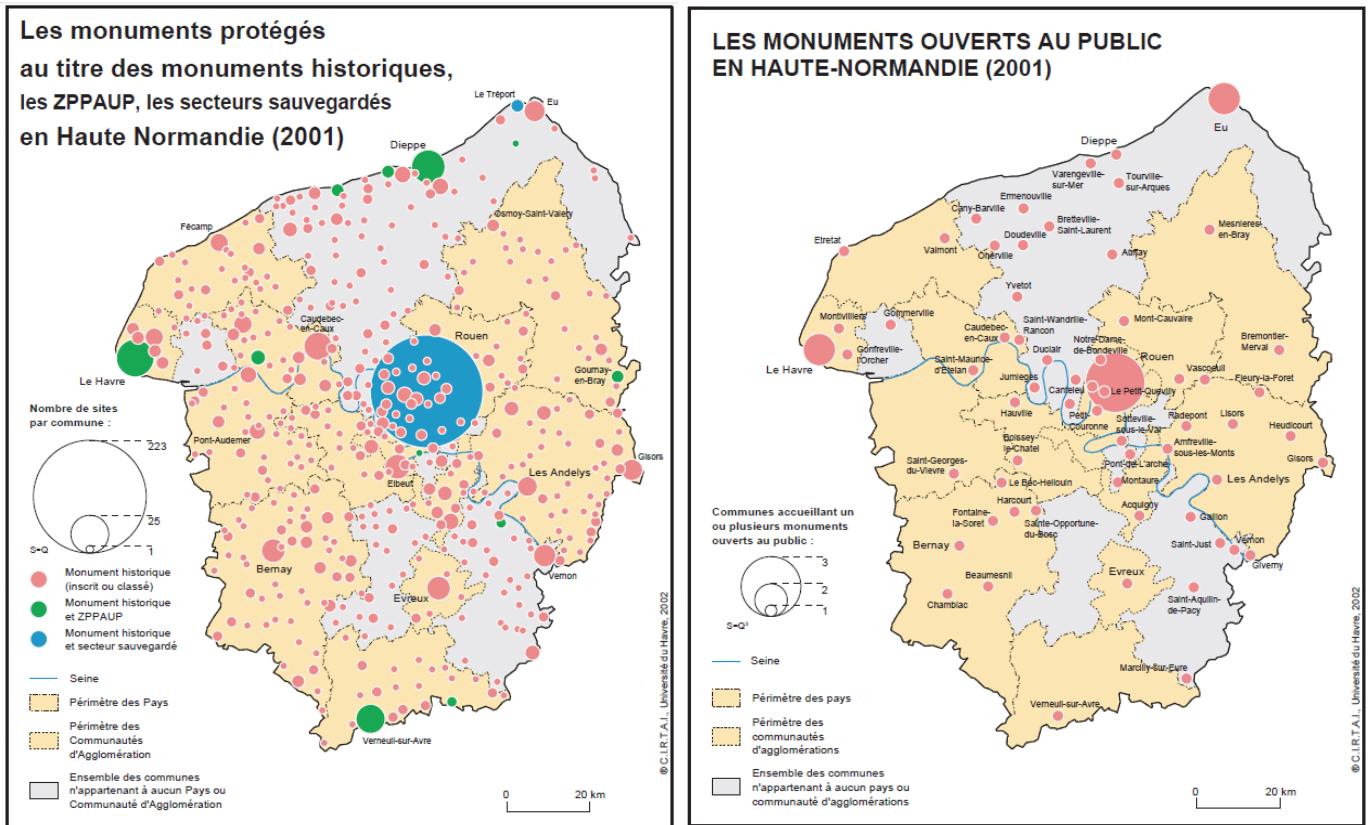 Les monuments protégés
au titre des monuments historiques,
les ZPPAUP, les secteurs sauvegardés
en Haute Normandie (2001)
Le Tréport
Eu
Dieppe
Osmoy-Saint-Valery
Fécamp
Caudebec-
en-Caux
Rouen
Gournay-
en-Bray
Le Havre
Nombre de sites
par commune :
223
25
1
S=Q
Pont-Audemer
Elbeuf
Les Andelys
Gisors
Bernay
Vernon
Evreux
Verneuil-sur-Avre
Monument historique
(inscrit ou classé)
Monument historique
et ZPPAUP
Monument historique
et secteur sauvegardé
Seine
Périmètre des Pays
Périmètre des
Communautés
d'Agglomération
Ensemble des communes
n'appartenant à aucun Pays ou
Communauté d'Agglomération
0 20 km
® C.I.R.T.A.I., Université du Havre, 2002
LES MONUMENTS OUVERTS AU PUBLIC
EN HAUTE-NORMANDIE (2001)
Eu
Dieppe
Varengeville-
sur-Mer
Tourville-
sur-Arques
Ermenouville
Cany-Barville
Bretteville-
Saint-Laurent
Mesnieres-
en-Bray
Etretat
Valmont
Doudeville
Oherville
Auffay
Yvetot
Montivilliers
Gommerville
Caudebec-
en-Caux
Saint-Wandrille-
Rancon
Mont-Cauvaire
Bremontier-
Merval
Gonfreville-
l'Orcher
Duclair
Notre-Dame-
de-Bondeville
Rouen
Le Havre
Saint-Maurice-
d'Etelan
Vascoeuil
Fleury-la-Foret
Jumieges
Canteleu
Le Petit-Quevilly
Hauville
Petit-
Couronne
Sotteville-
sous-le-Val
Radepont
Lisors
Heudicourt
Boissey-
le-Chatel
Amfreville-
sous-les-Monts
Saint-Georges-
du-Vievre
Pont-de-L'arche
Gisors
Le Bec-Hellouin
Montaure
Les Andelys
Harcourt
Fontaine-
la-Soret
Sainte-Opportune-
du-Bosc
Acquigny
Gaillon
Saint-Just
Vernon
Giverny
Bernay
Beaumesnil
Evreux
Chamblac
Saint-Aquilin-
de-Pacy
Marcilly-Sur-Eure
Verneuil-sur-Avre
Communes accueillant un
ou plusieurs monuments
ouverts au public :
3
2
1
S=Q³
Seine
Périmètre des pays
Périmètre des
communautés
d'agglomérations
Ensemble des communes
n'appartenant à aucun pays ou
communauté d'agglomérations
0 20 km
® C.I.R.T.A.I., Université du Havre, 2002